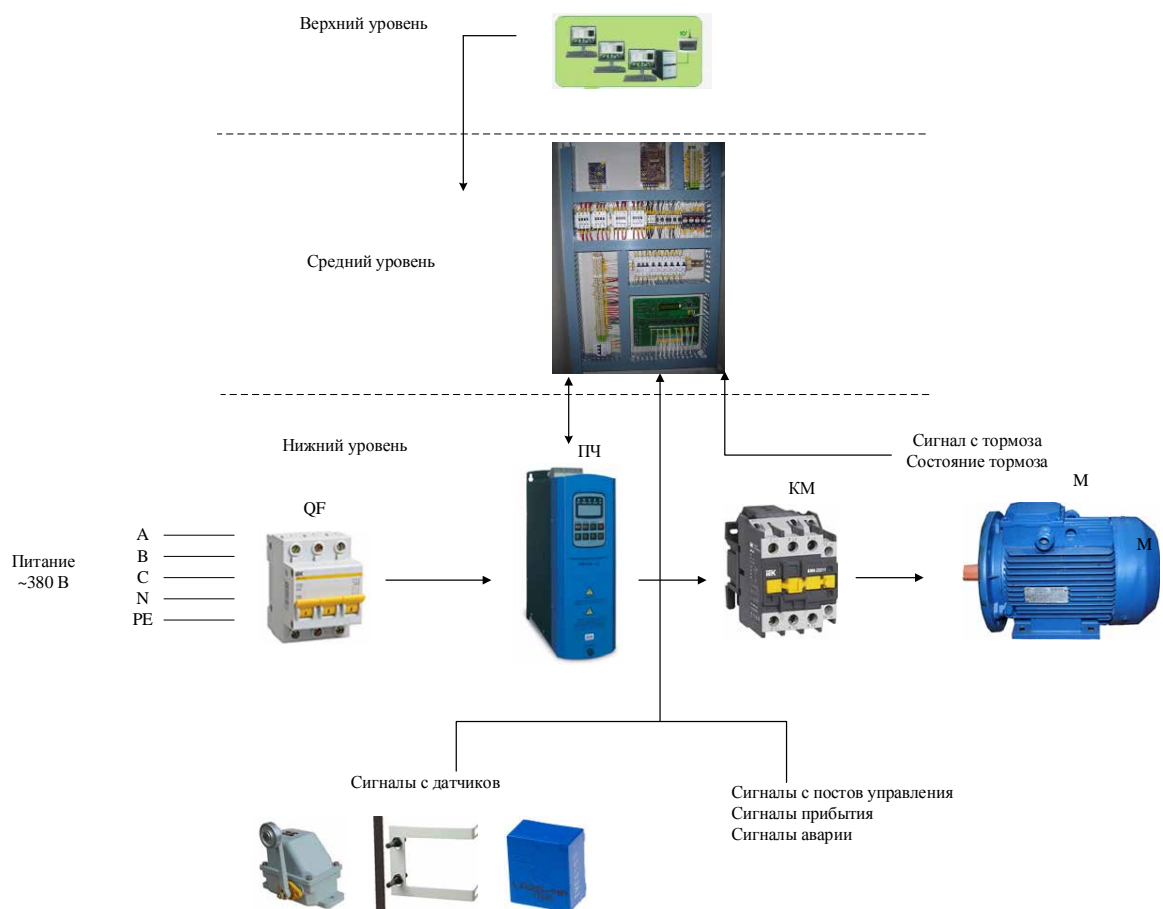 Верхний уровень
Средний уровень
Нижний уровень
ПЧ
Сигнал с тормоза
Состояние тормоза
QF
КМ
М
Питание
~380 В
A
B
C
N
PE
М
Сигналы с датчиков
Сигналы с постов управления
Сигналы прибытия
Сигналы аварии